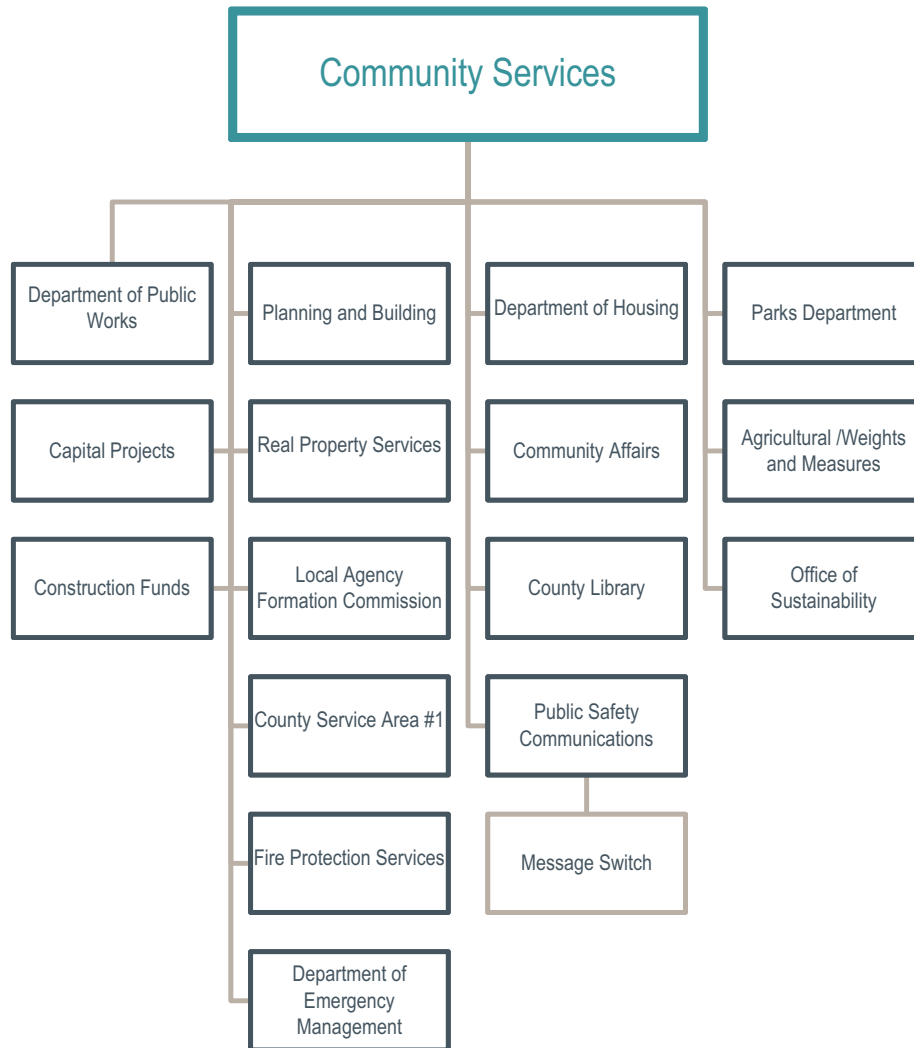 Community Services
Department of Public
Works
Planning and Building
Department of Housing
Parks Department
Capital Projects
Real Property Services
Community Affairs
Agricultural /Weights
and Measures
Construction Funds
Local Agency
Formation Commission
County Library
Office of
Sustainability
County Service Area #1
Public Safety
Communications
Fire Protection Services
Message Switch
Department of
Emergency
Management